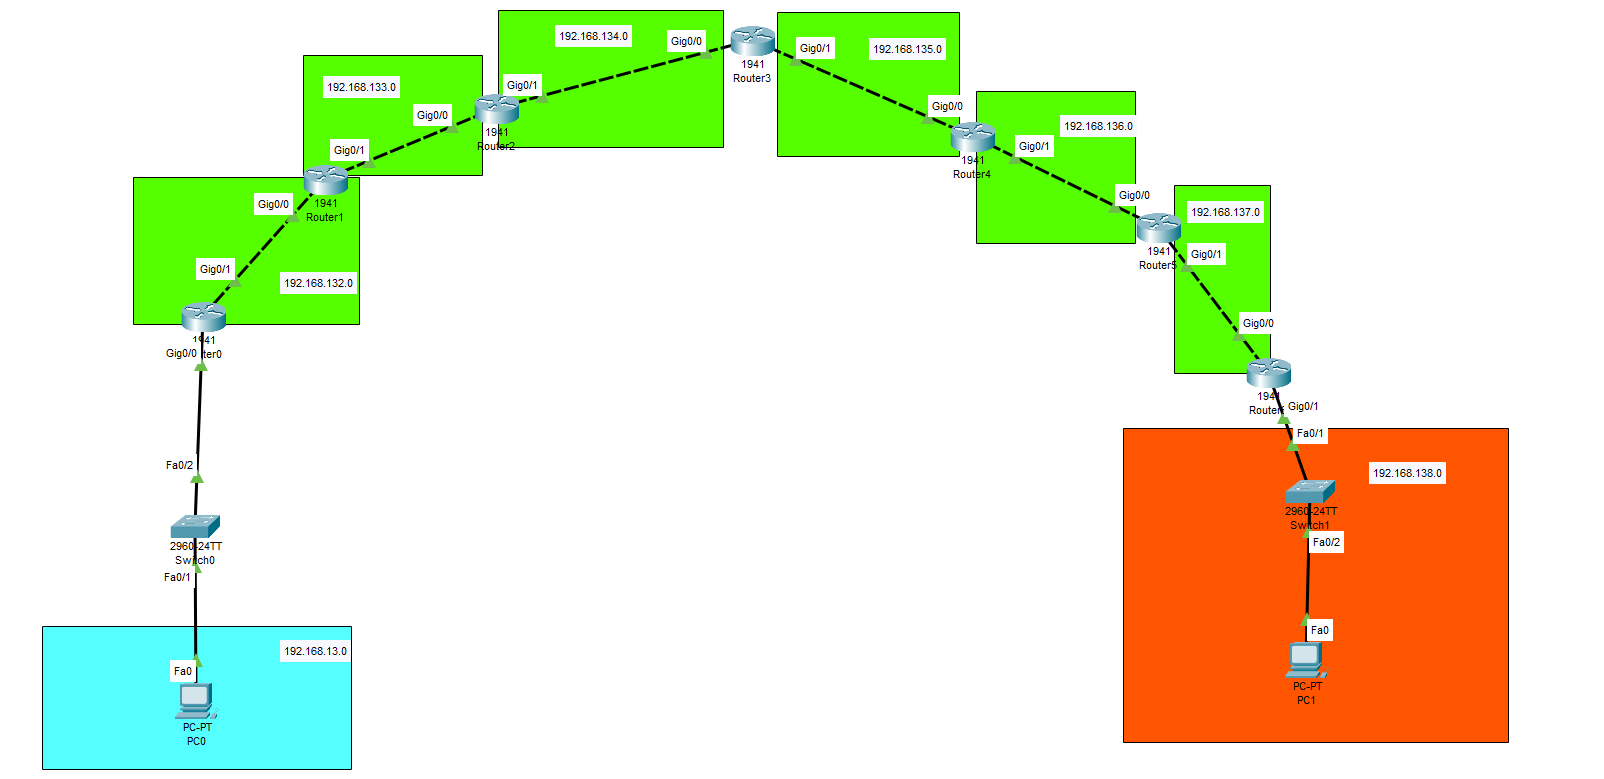 192.168.134.0
Gig0/0
1941
Router3
Gig0/1
192.168.135.0
192.168.133.0
Gig0/1
Gig0/0
1941
Router2
Gig0/1
Gig0/0
1941
Router4
Gig0/1
192.168.136.0
192.168.132.0
Gig0/0
1941
Router1
Gig0/1
1941
ter0
Gig0/0
Gig0/0
1941
Router5
Gig0/1
192.168.137.0
Gig0/0
1941
Router
Gig0/1
Fa0/2
2960-24TT
Switch0
Fa0/1
192.168.13.0
Fa0
PC-PT
PC0
Fa0/1
192.168.138.0
2960-24TT
Switch1
Fa0/2
Fa0
PC-PT
PC1